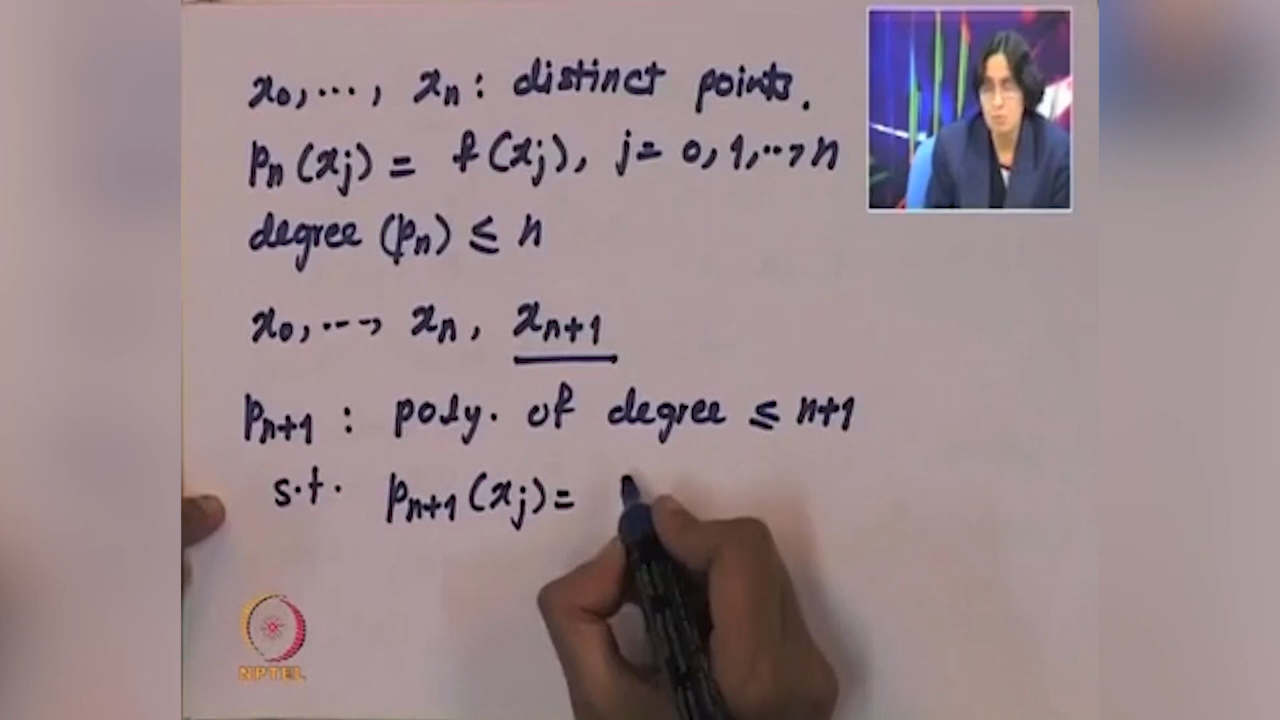 x₀, ..., xₙ : distinct points.
pₙ(xⱼ) = f(xⱼ), j = 0, 1, ..., n
degree (pₙ) ≤ n
x₀, ..., xₙ, xₙ₊₁
pₙ₊₁ : poly. of degree ≤ n+1
s.t. pₙ₊₁(xⱼ) =
NPTEL